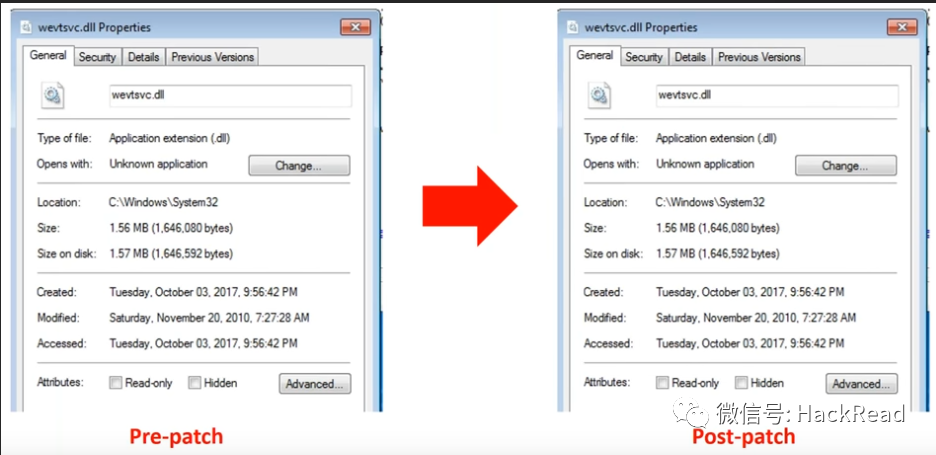 wevtsvc.dll Properties
General Security Details Previous Versions
wevtsvc.dll
Type of file: Application extension (.dll)
Opens with: Unknown application Change...
Location: C:\Windows\System32
Size: 1.56 MB (1,646,080 bytes)
Size on disk: 1.57 MB (1,646,592 bytes)
Created: Tuesday, October 03, 2017, 9:56:42 PM
Modified: Saturday, November 20, 2010, 7:27:28 AM
Accessed: Tuesday, October 03, 2017, 9:56:42 PM
Attributes: Read-only Hidden Advanced...
Pre-patch
wevtsvc.dll Properties
General Security Details Previous Versions
wevtsvc.dll
Type of file: Application extension (.dll)
Opens with: Unknown application Change...
Location: C:\Windows\System32
Size: 1.56 MB (1,646,080 bytes)
Size on disk: 1.57 MB (1,646,592 bytes)
Created: Tuesday, October 03, 2017, 9:56:42 PM
Modified: Saturday, November 20, 2010, 7:27:28 AM
Accessed: Tuesday, October 03, 2017, 9:56:42 PM
Attributes: Read-only Hidden Advanced...
微信号: HackRead
Post-patch